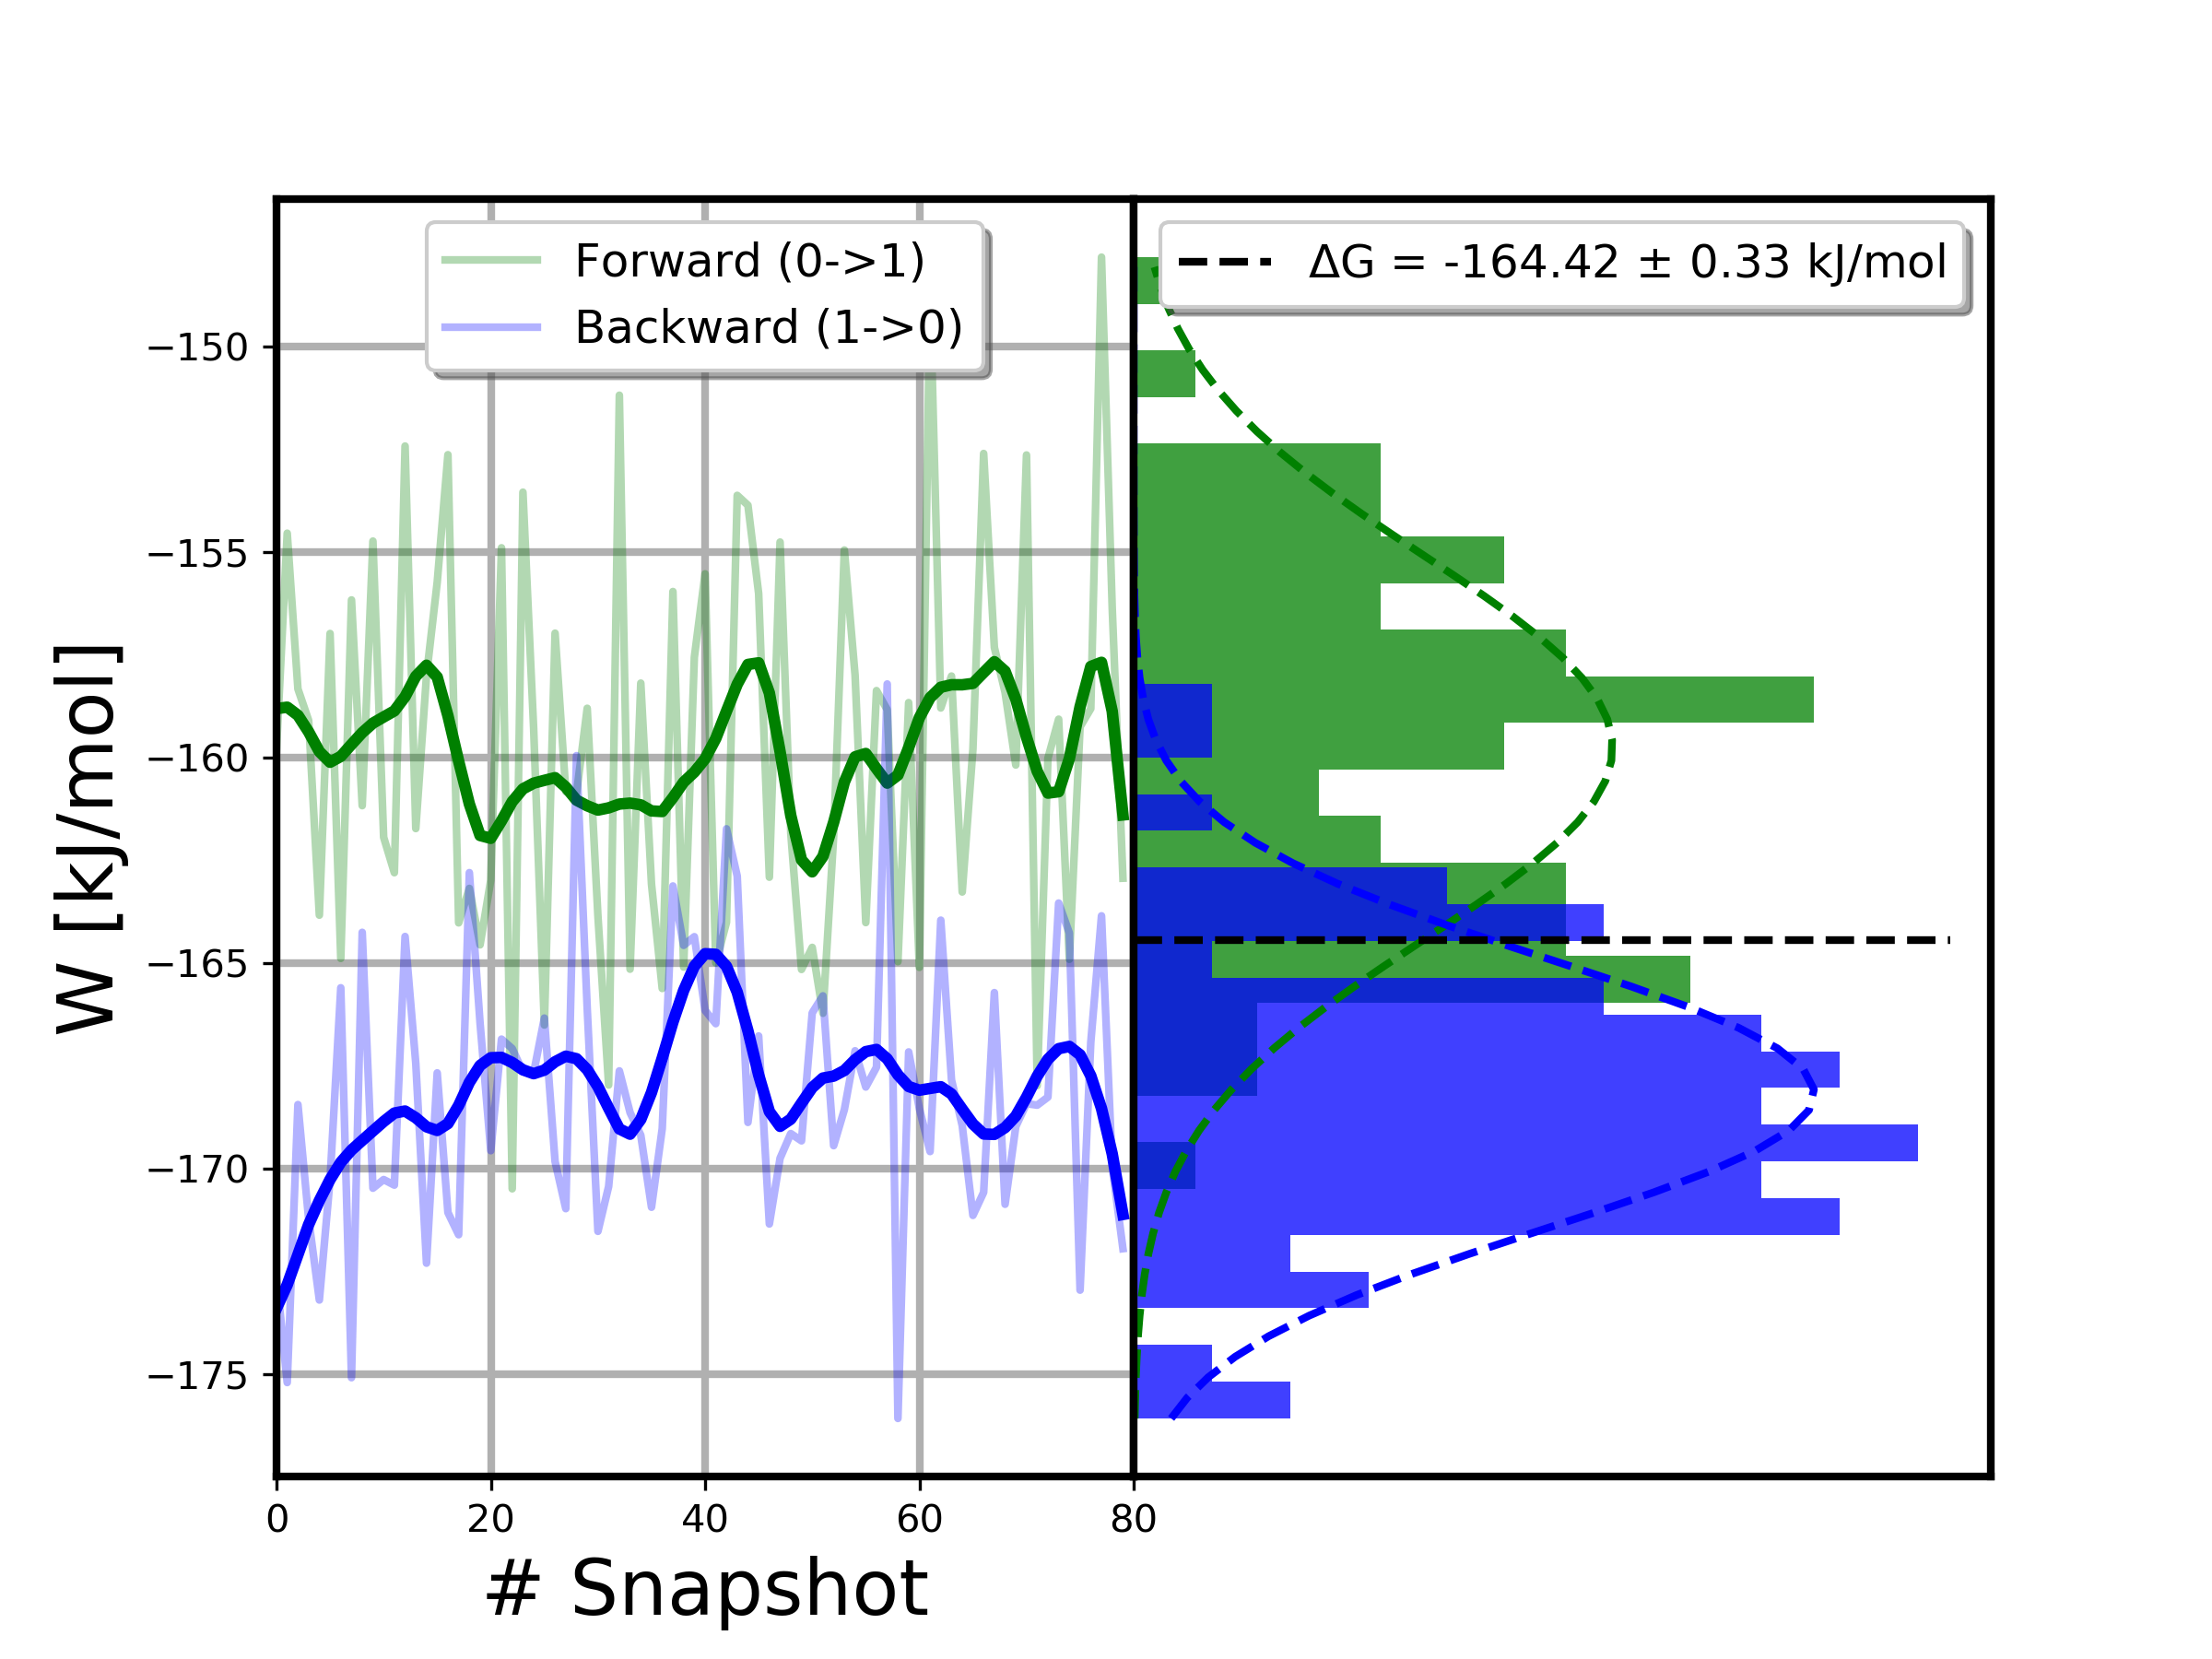 Forward (0->1)
Backward (1->0)
ΔG = -164.42 ± 0.33 kJ/mol
−150
−155
−160
−165
−170
−175
W [kJ/mol]
0 20 40 60 80
# Snapshot